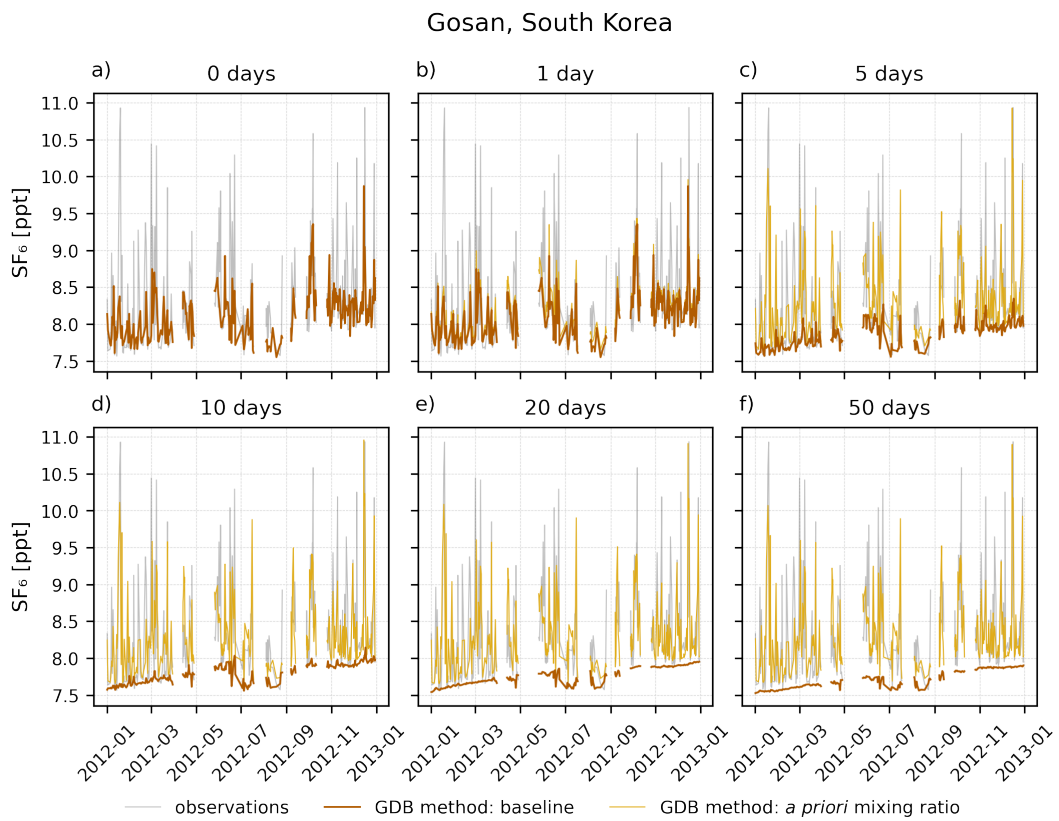 Gosan, South Korea
a) 0 days
b) 1 day
c) 5 days
11.0
10.5
10.0
9.5
9.0
8.5
8.0
7.5
SF₆ [ppt]
d) 10 days
e) 20 days
f) 50 days
11.0
10.5
10.0
9.5
9.0
8.5
8.0
7.5
SF₆ [ppt]
2012-01 2012-03 2012-05 2012-07 2012-09 2012-11 2013-01
2012-01 2012-03 2012-05 2012-07 2012-09 2012-11 2013-01
2012-01 2012-03 2012-05 2012-07 2012-09 2012-11 2013-01
observations GDB method: baseline GDB method: a priori mixing ratio